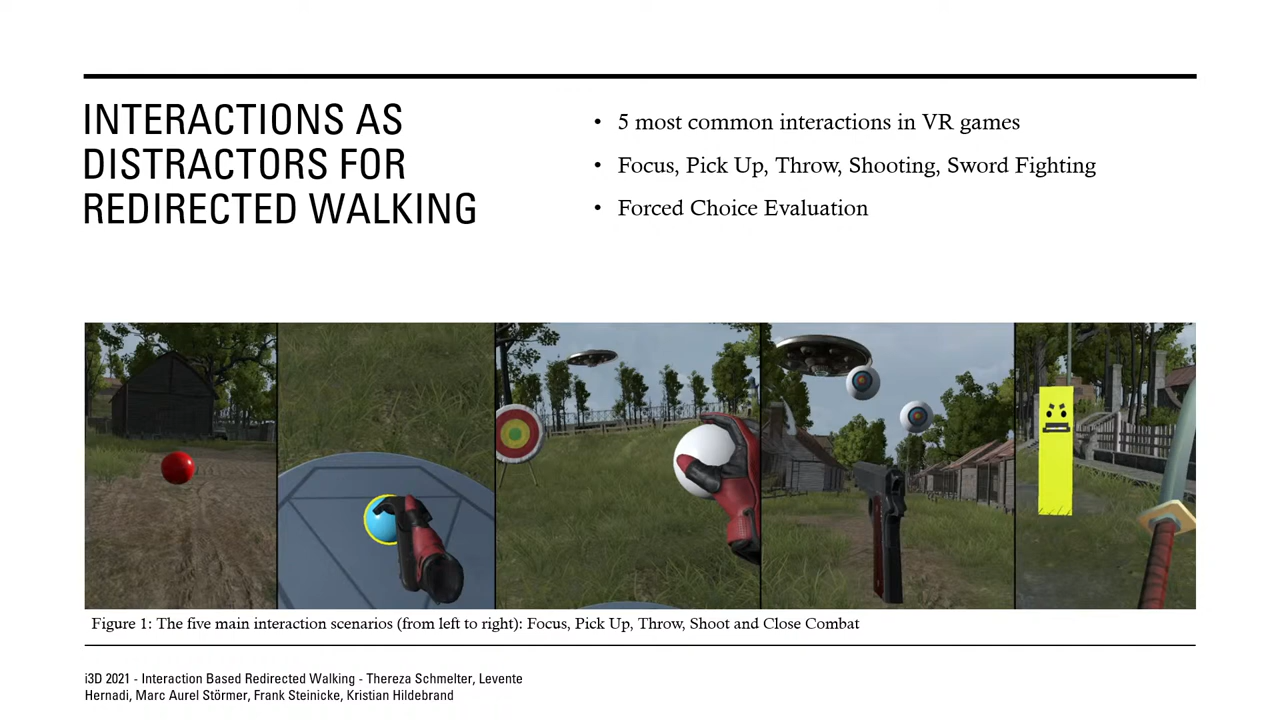 INTERACTIONS AS
DISTRACTORS FOR
REDIRECTED WALKING
• 5 most common interactions in VR games
• Focus, Pick Up, Throw, Shooting, Sword Fighting
• Forced Choice Evaluation
Figure 1: The five main interaction scenarios (from left to right): Focus, Pick Up, Throw, Shoot and Close Combat
i3D 2021 - Interaction Based Redirected Walking - Thereza Schmelter, Levente
Hernadi, Marc Aurel Störmer, Frank Steinicke, Kristian Hildebrand